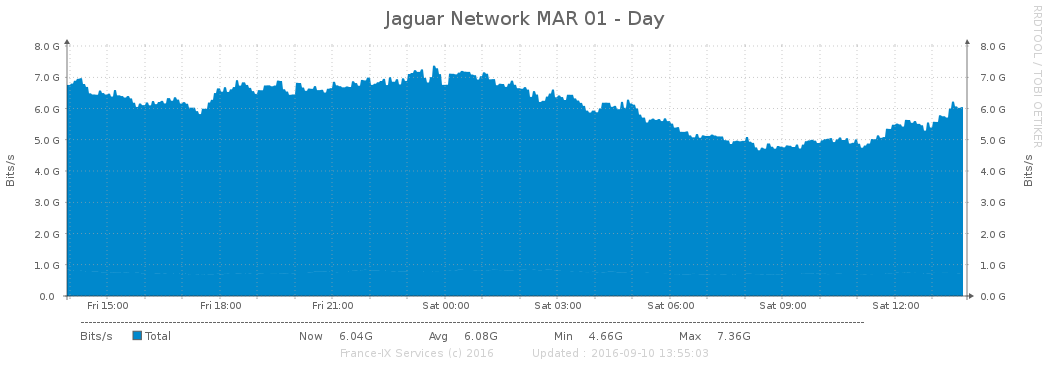 Jaguar Network MAR 01 - Day
RRDTOOL / TOBI OETIKER
Bits/s
Bits/s
8.0 G 8.0 G
7.0 G 7.0 G
6.0 G 6.0 G
5.0 G 5.0 G
4.0 G 4.0 G
3.0 G 3.0 G
2.0 G 2.0 G
1.0 G 1.0 G
0.0 0.0 G
Fri 15:00 Fri 18:00 Fri 21:00 Sat 00:00 Sat 03:00 Sat 06:00 Sat 09:00 Sat 12:00
Bits/s Total Now 6.04G Avg 6.08G Min 4.66G Max 7.36G
France-IX Services (c) 2016 Updated : 2016-09-10 13:55:03